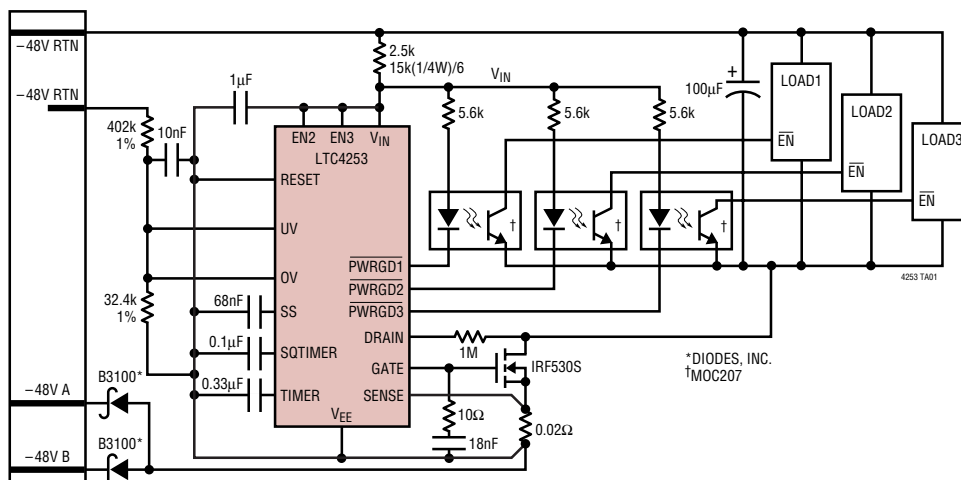 −48V RTN
−48V RTN
−48V A
−48V B
402k
1%
10nF
32.4k
1%
B3100*
B3100*
1µF
2.5k
15k(1/4W)/6
VIN
EN2
EN3
VIN
LTC4253
RESET
UV
OV
68nF
SS
0.1µF
SQTIMER
0.33µF
TIMER
VEE
PWRGD1
PWRGD2
PWRGD3
DRAIN
GATE
SENSE
5.6k
5.6k
5.6k
†
†
†
1M
IRF530S
10Ω
18nF
0.02Ω
+
100µF
LOAD1
EN
LOAD2
EN
LOAD3
EN
4253 TA01
*DIODES, INC.
†MOC207